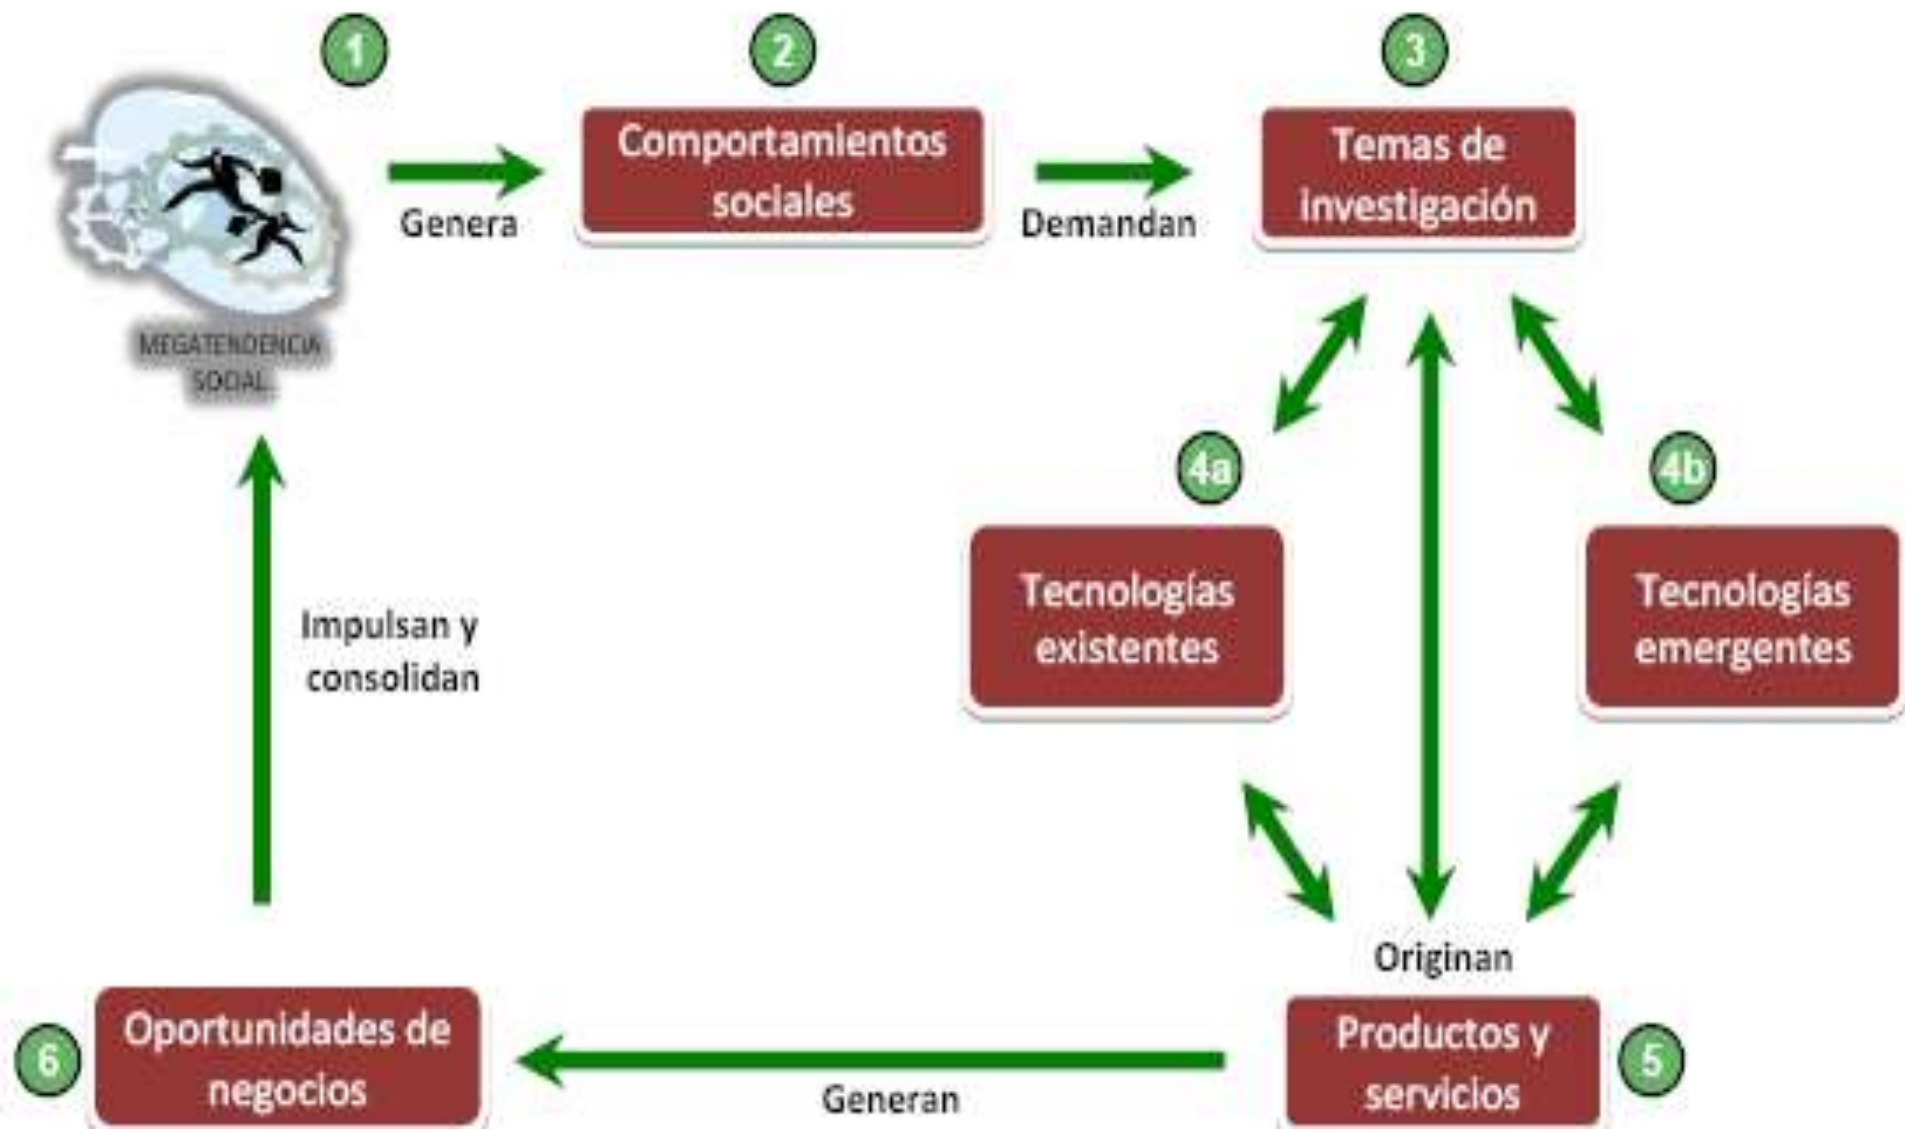 1
2
3
Comportamientos
sociales
Temas de
investigación
Genera
Demandan
MEGATENDENCIA
SOCIAL
4a
4b
Tecnologías
existentes
Tecnologías
emergentes
Impulsan y
consolidan
Originan
6
Oportunidades de
negocios
Generan
Productos y
servicios
5